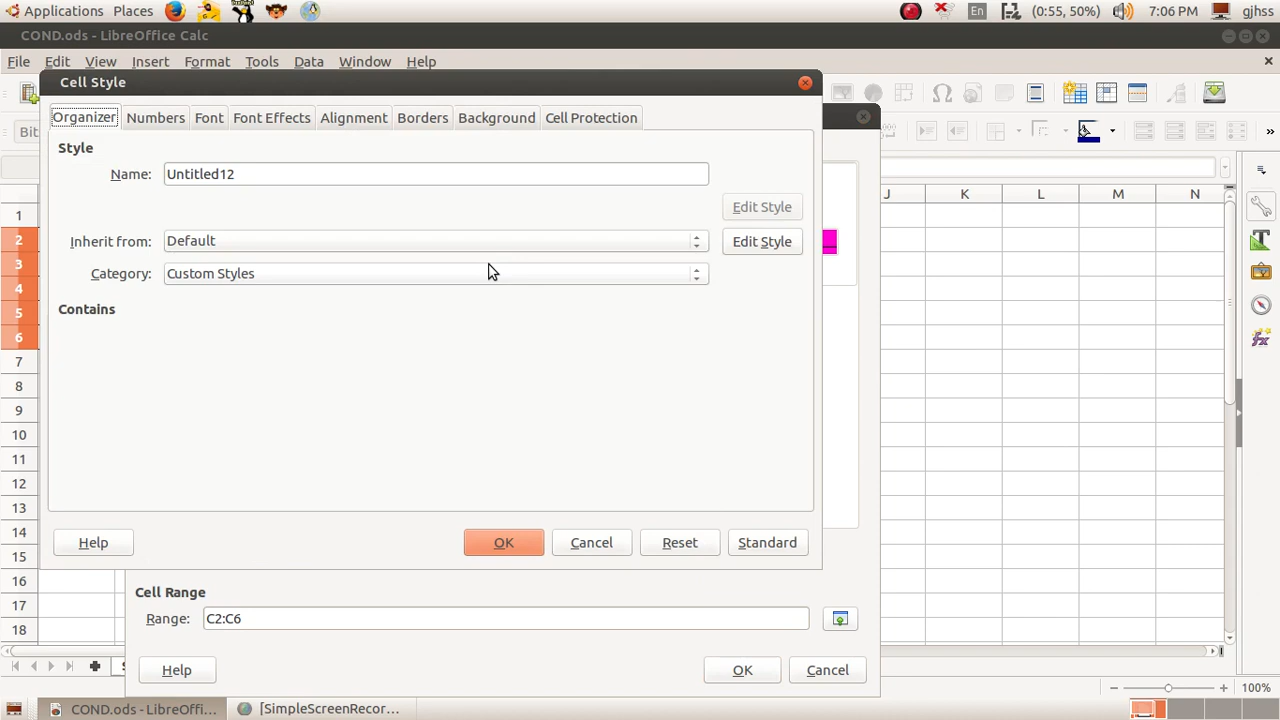 Applications Places En (0:55, 50%) 7:06 PM gjhss
COND.ods - LibreOffice Calc
File Edit View Insert Format Tools Data Window Help
Cell Style
Bit
Organizer Numbers Font Font Effects Alignment Borders Background Cell Protection
Style
Name: Untitled12
Edit Style
Inherit from: Default Edit Style
Category: Custom Styles
Contains
J K L M N
1
2
3
4
5
6
7
8
9
10
11
12
13
14
15
16
17
18
Help OK Cancel Reset Standard
Cell Range
Range: C2:C6
Help OK Cancel
100%
COND.ods - LibreOffi... [SimpleScreenRecor...